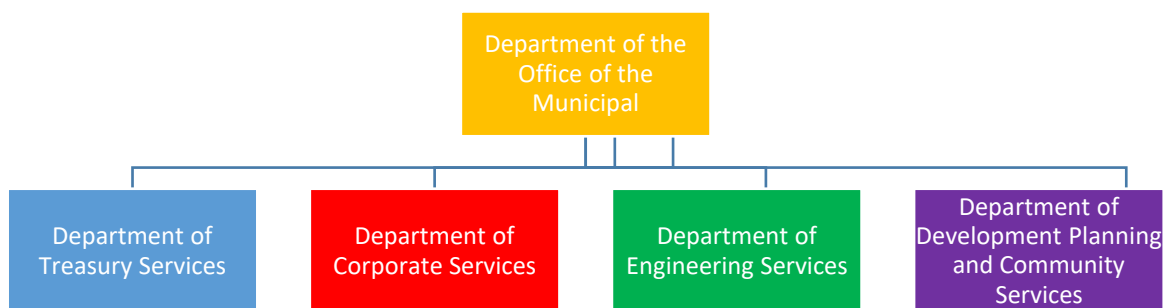 Department of the
Office of the
Municipal
Department of
Treasury Services
Department of
Corporate Services
Department of
Engineering Services
Department of
Development Planning
and Community
Services